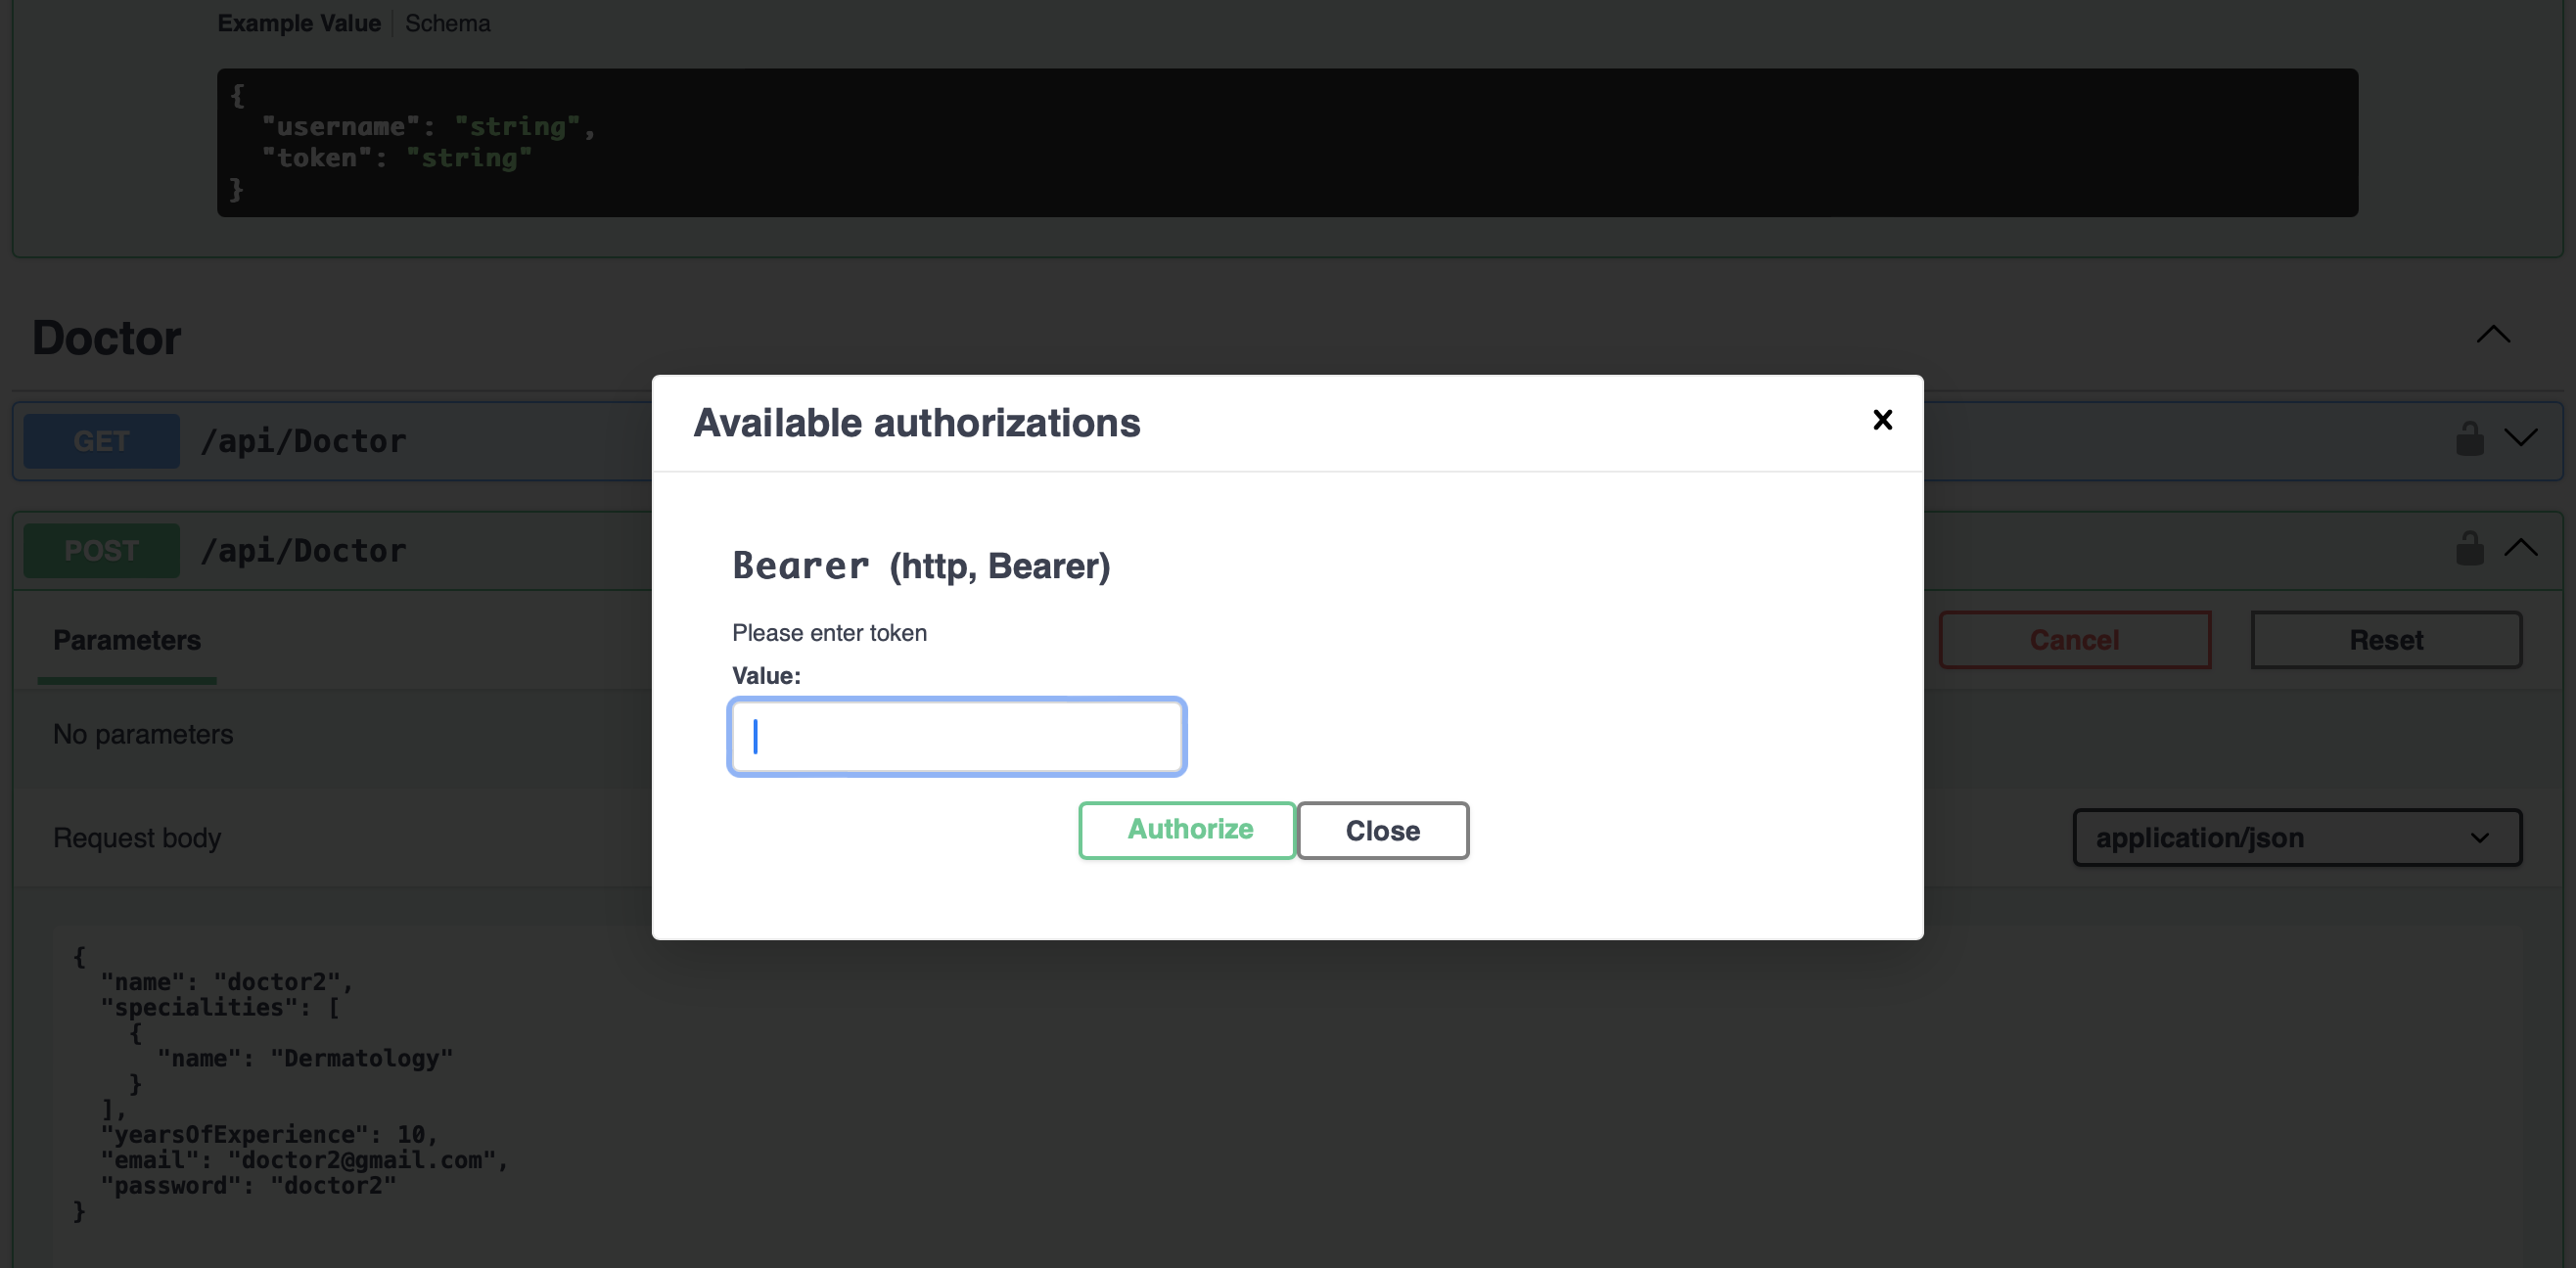 Example Value | Schema
{
"username": "string",
"token": "string"
}
Doctor
GET /api/Doctor
POST /api/Doctor
Parameters
Cancel Reset
No parameters
Request body
application/json
{
"name": "doctor2",
"specialities": [
{
"name": "Dermatology"
}
],
"yearsOfExperience": 10,
"email": "doctor2@gmail.com",
"password": "doctor2"
}
Available authorizations
Bearer (http, Bearer)
Please enter token
Value:
Authorize Close